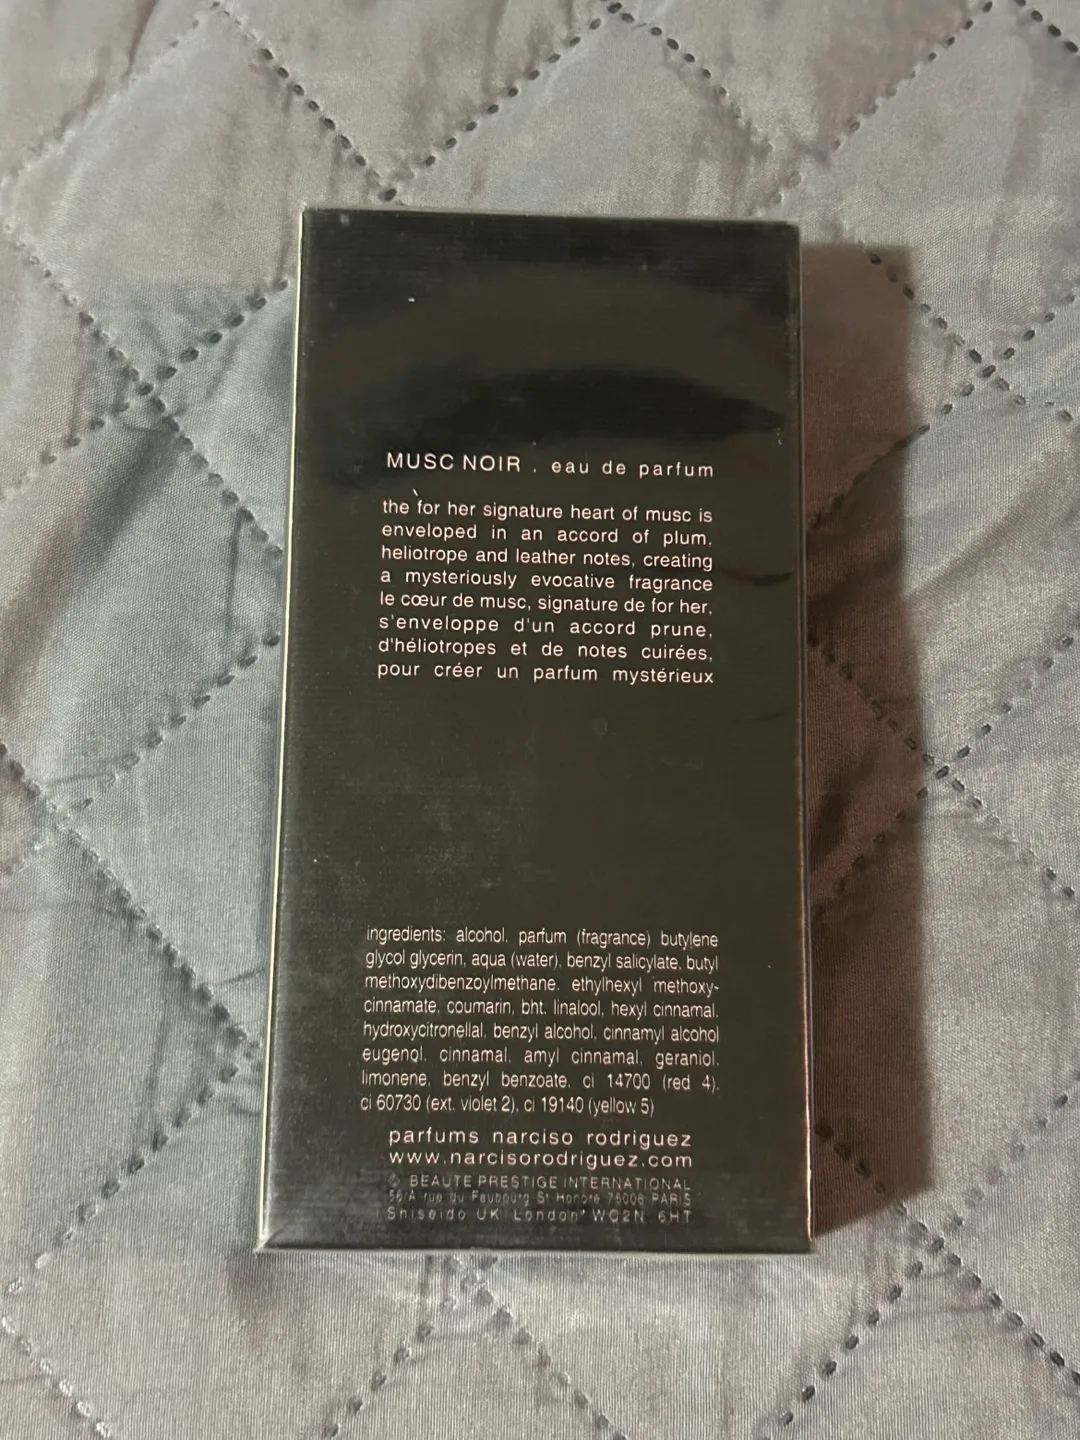 MUSC NOIR . eau de parfum
the for her signature heart of musc is
enveloped in an accord of plum,
heliotrope and leather notes, creating
a mysteriously evocative fragrance
le cœur de musc, signature de for her,
s'enveloppe d'un accord prune,
d'héliotropes et de notes cuirées,
pour créer un parfum mystérieux
ingredients: alcohol, parfum (fragrance) butylene
glycol glycerin, aqua (water), benzyl salicylate, butyl
methoxydibenzoylmethane, ethylhexyl methoxy-
cinnamate, coumarin, bht, linalool, hexyl cinnamal,
hydroxycitronellal, benzyl alcohol, cinnamyl alcohol
eugenol, cinnamal, amyl cinnamal, geraniol,
limonene, benzyl benzoate, ci 14700 (red 4),
ci 60730 (ext. violet 2), ci 19140 (yellow 5)
parfums narciso rodriguez
www.narcisorodriguez.com
© BEAUTE PRESTIGE INTERNATIONAL
56/A rue du Faubourg St Honoré 75008 PARIS
Shiseido UK London WC2N 6HT